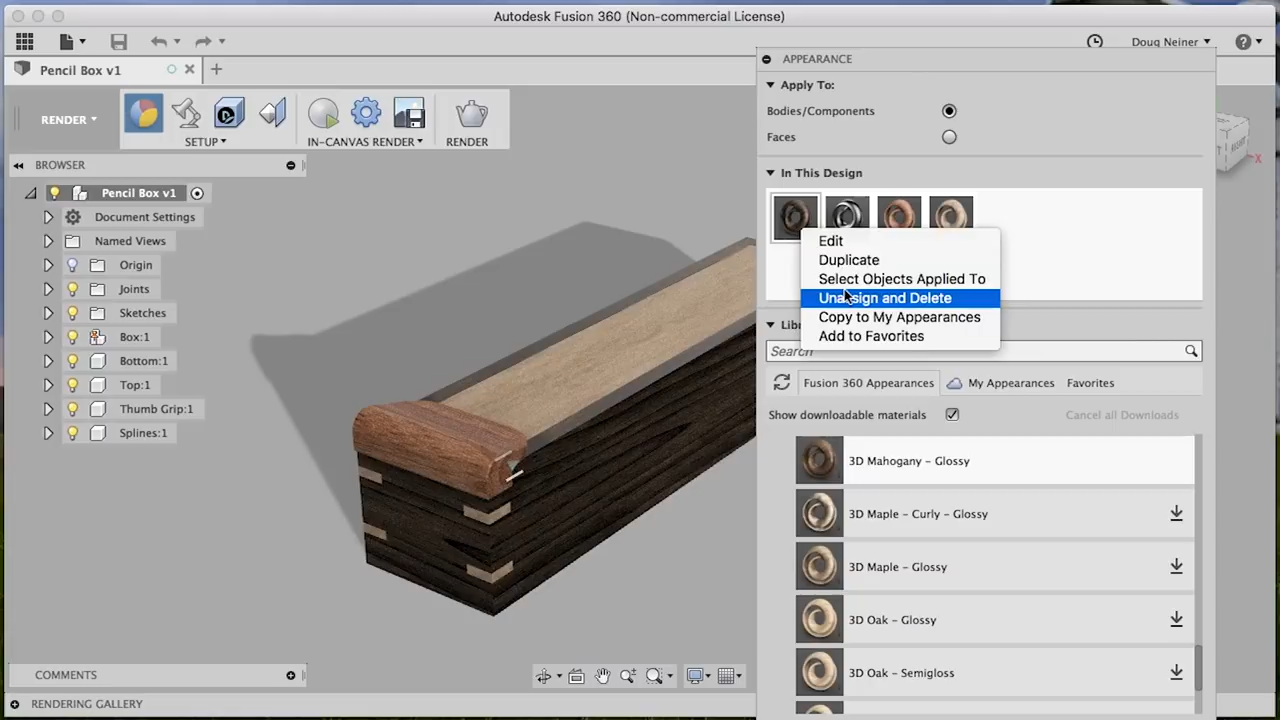 Autodesk Fusion 360 (Non-commercial License)
Doug Neiner
Pencil Box v1
APPEARANCE
Apply To:
Bodies/Components
Faces
RENDER
SETUP
IN-CANVAS RENDER
RENDER
BROWSER
Pencil Box v1
Document Settings
Named Views
Origin
Joints
Sketches
Box:1
Bottom:1
Top:1
Thumb Grip:1
Splines:1
In This Design
Edit
Duplicate
Select Objects Applied To
Unassign and Delete
Copy to My Appearances
Add to Favorites
Search
Fusion 360 Appearances
My Appearances
Favorites
Show downloadable materials
Cancel all Downloads
3D Mahogany - Glossy
3D Maple - Curly - Glossy
3D Maple - Glossy
3D Oak - Glossy
3D Oak - Semigloss
COMMENTS
RENDERING GALLERY